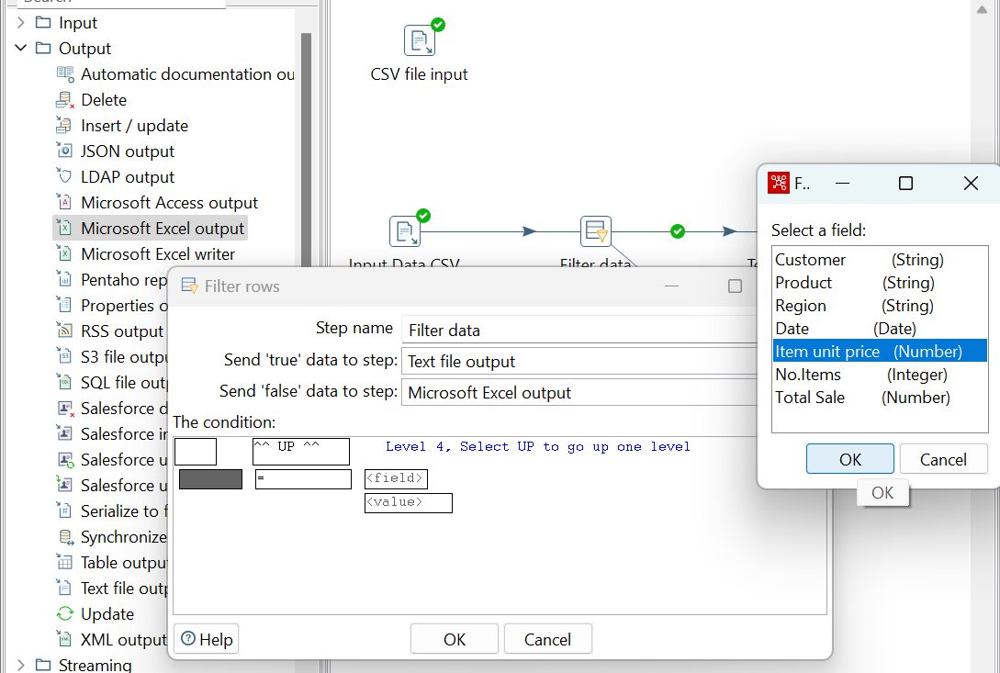 Input
Output
Automatic documentation ou
Delete
Insert / update
JSON output
LDAP output
Microsoft Access output
Microsoft Excel output
Microsoft Excel writer
Pentaho rep
Properties o
RSS output
S3 file outpu
SQL file outp
Salesforce d
Salesforce in
Salesforce u
Salesforce u
Serialize to f
Synchronize
Table output
Text file outp
Update
XML output
Streaming
CSV file input
Input Data CSV
Filter data
Te
Filter rows
Step name Filter data
Send 'true' data to step: Text file output
Send 'false' data to step: Microsoft Excel output
The condition:
^^ UP ^^ Level 4, Select UP to go up one level
= <field>
<value>
Help OK Cancel
F..
Select a field:
Customer (String)
Product (String)
Region (String)
Date (Date)
Item unit price (Number)
No.Items (Integer)
Total Sale (Number)
OK Cancel
OK